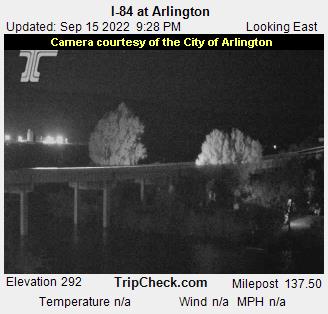 I-84 at Arlington
Updated: Sep 15 2022 9:28 PM Looking East
Camera courtesy of the City of Arlington
Elevation 292 TripCheck.com Milepost 137.50
Temperature n/a Wind n/a MPH n/a